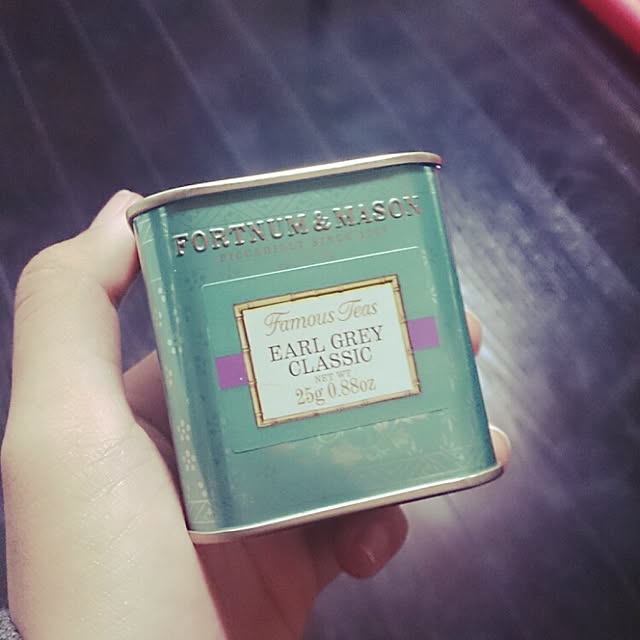 FORTNUM & MASON
PICCADILLY SINCE 1707
Famous Teas
EARL GREY
CLASSIC
NET WT
25g 0.88oz